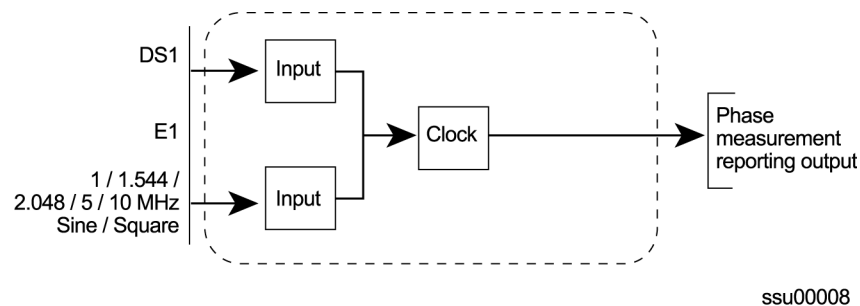 DS1
Input
E1
Clock
Phase
measurement
reporting output
1 / 1.544 /
2.048 / 5 / 10 MHz
Sine / Square
Input
ssu00008